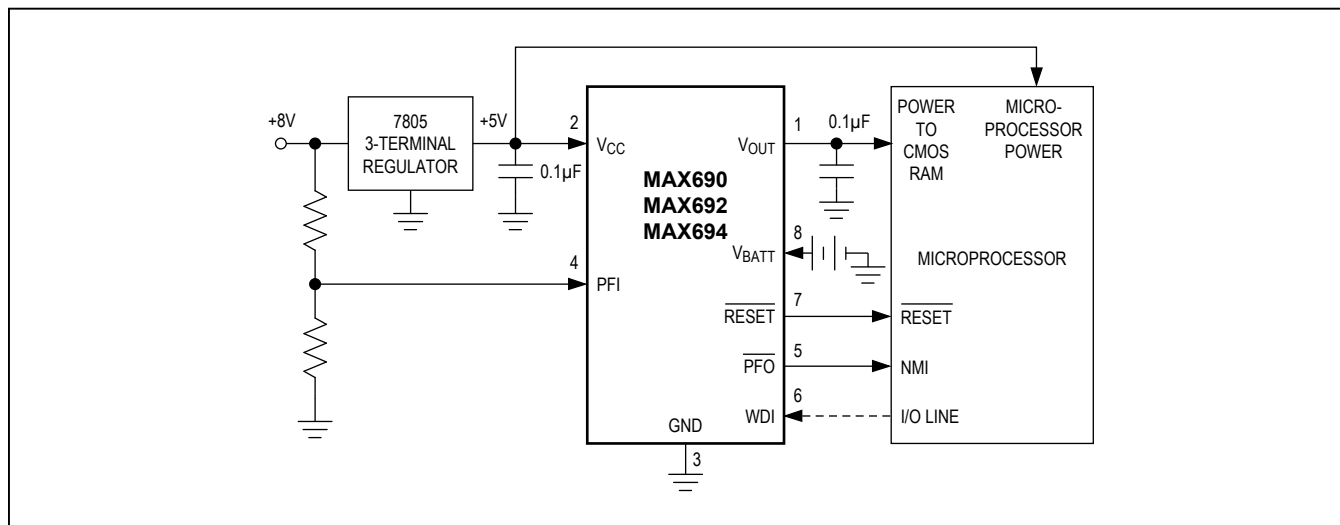 +8V
7805
3-TERMINAL
REGULATOR
+5V
0.1µF
2
VCC
4
PFI
MAX690
MAX692
MAX694
GND
3
1
VOUT
0.1µF
8
VBATT
7
RESET
5
PFO
6
WDI
POWER
TO
CMOS
RAM
MICRO-
PROCESSOR
POWER
MICROPROCESSOR
RESET
NMI
I/O LINE